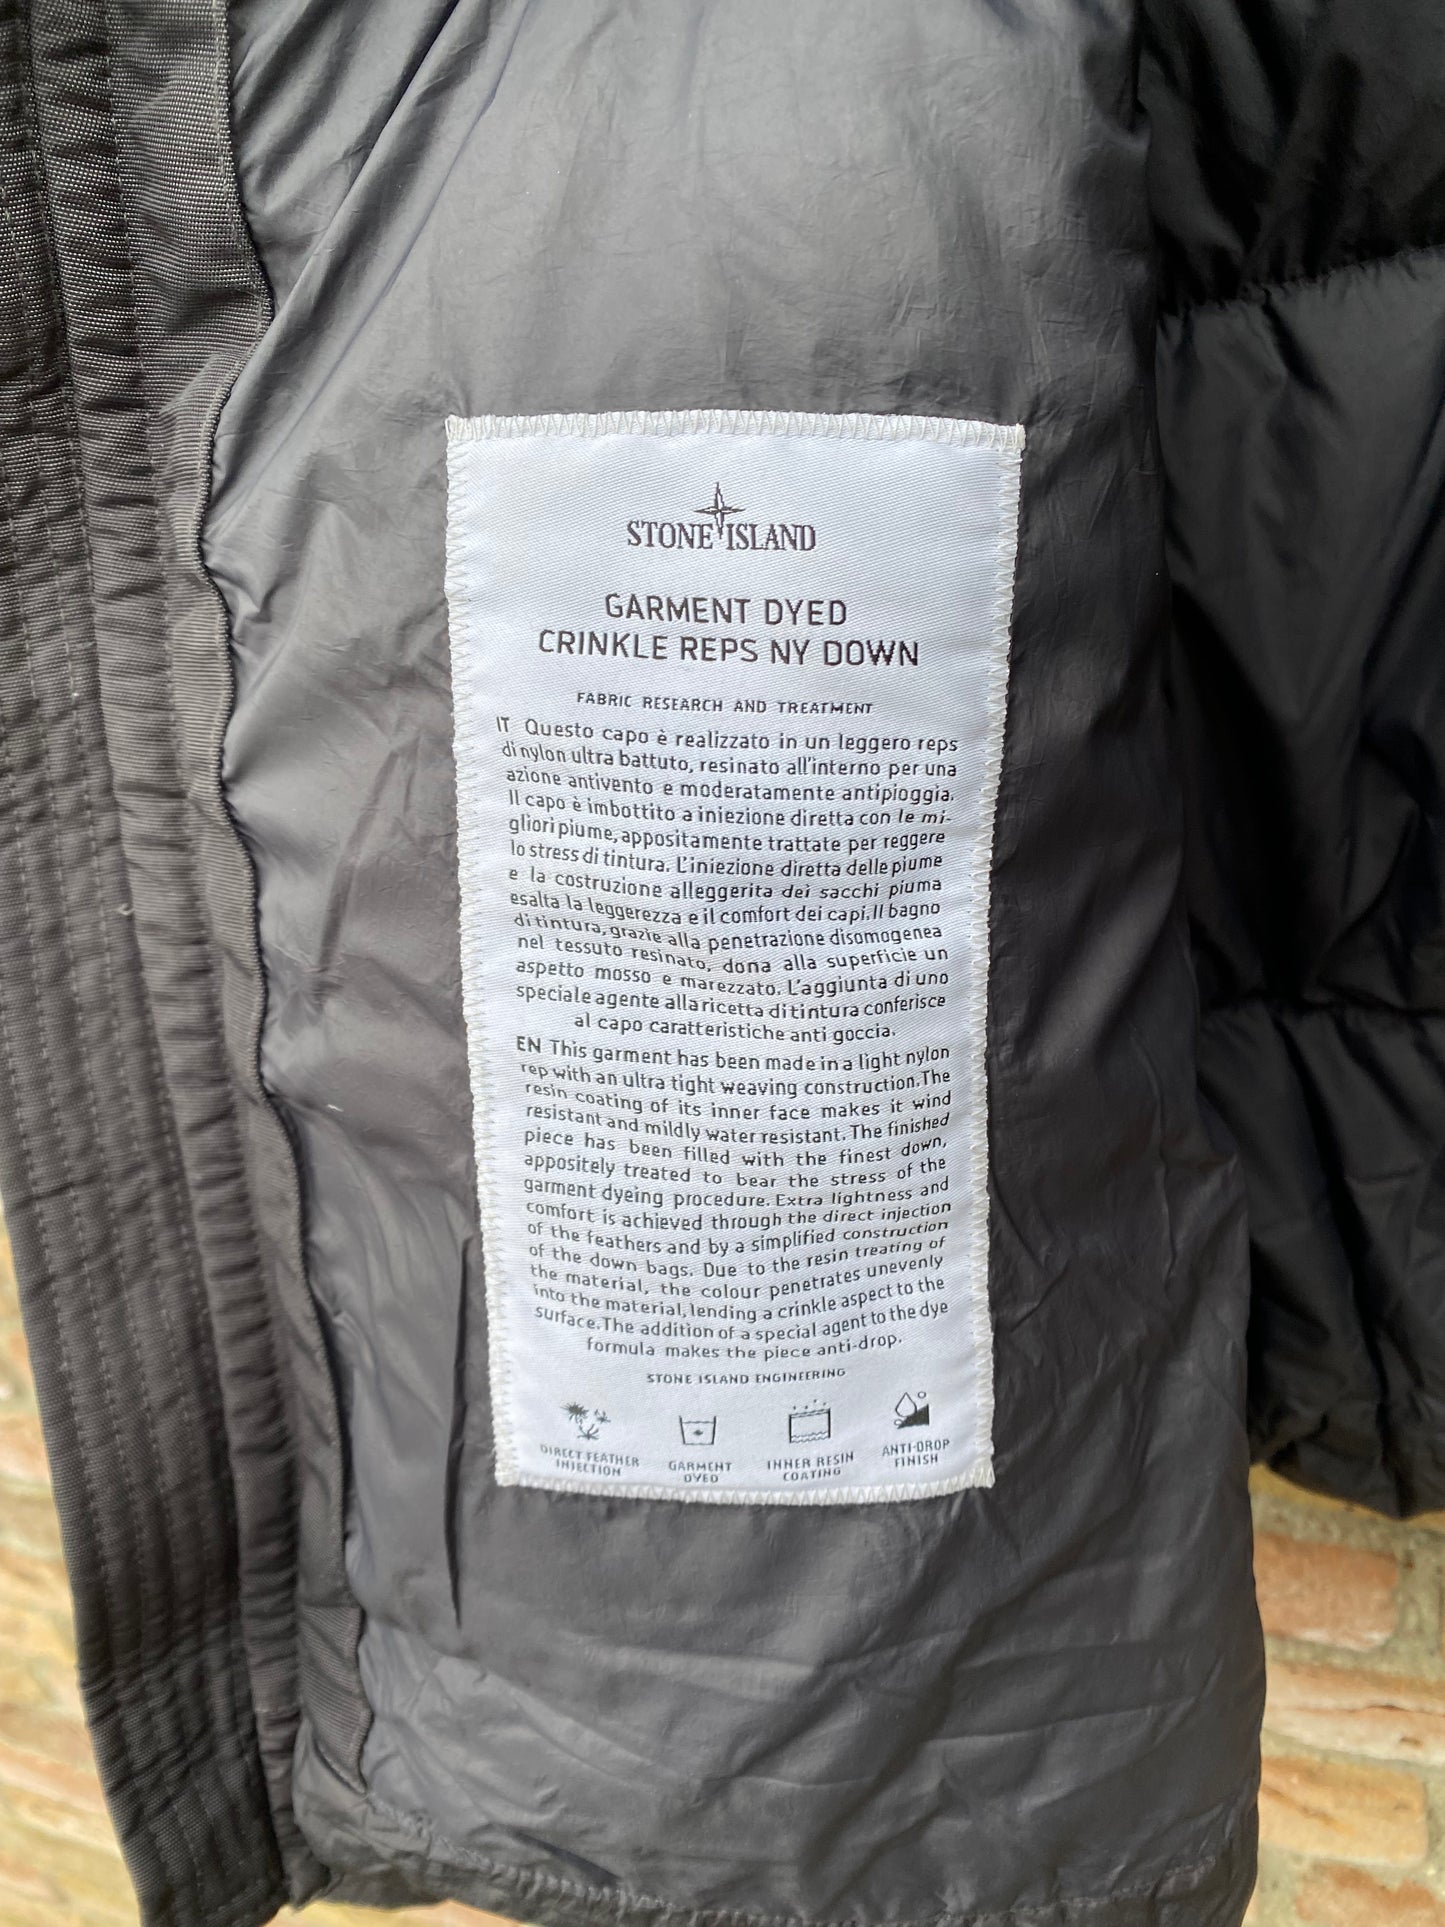 STONE ISLAND
GARMENT DYED
CRINKLE REPS NY DOWN
FABRIC RESEARCH AND TREATMENT
IT Questo capo è realizzato in un leggero reps
di nylon ultra battuto, resinato all'interno per una
azione antivento e moderatamente antipioggia.
Il capo è imbottito a iniezione diretta con le mi-
gliori piume, appositamente trattate per reggere
lo stress di tintura. L'iniezione diretta delle piume
e la costruzione alleggerita dei sacchi piuma
esalta la leggerezza e il comfort dei capi. Il bagno
di tintura, grazie alla penetrazione disomogenea
nel tessuto resinato, dona alla superficie un
aspetto mosso e marezzato. L'aggiunta di uno
speciale agente alla ricetta di tintura conferisce
al capo caratteristiche anti goccia.
EN This garment has been made in a light nylon
rep with an ultra tight weaving construction. The
resin coating of its inner face makes it wind
resistant and mildly water resistant. The finished
piece has been filled with the finest down,
appositely treated to bear the stress of the
garment dyeing procedure. Extra lightness and
comfort is achieved through the direct injection
of the feathers and by a simplified construction
of the down bags. Due to the resin treating of
the material, the colour penetrates unevenly
into the material, lending a crinkle aspect to the
surface. The addition of a special agent to the dye
formula makes the piece anti-drop.
STONE ISLAND ENGINEERING
DIRECT FEATHER
INJECTION
GARMENT
DYED
INNER RESIN
COATING
ANTI-DROP
FINISH